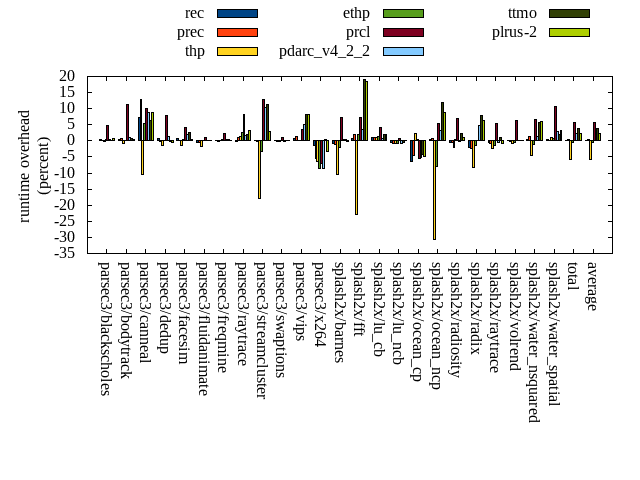 rec
prec
thp
ethp
prcl
pdarc_v4_2_2
ttmo
plrus-2
runtime overhead
(percent)
20
15
10
5
0
-5
-10
-15
-20
-25
-30
-35
parsec3/blackscholes
parsec3/bodytrack
parsec3/canneal
parsec3/dedup
parsec3/facesim
parsec3/fluidanimate
parsec3/freqmine
parsec3/raytrace
parsec3/streamcluster
parsec3/swaptions
parsec3/vips
parsec3/x264
splash2x/barnes
splash2x/fft
splash2x/lu_cb
splash2x/lu_ncb
splash2x/ocean_cp
splash2x/ocean_ncp
splash2x/radiosity
splash2x/radix
splash2x/raytrace
splash2x/volrend
splash2x/water_nsquared
splash2x/water_spatial
total
average